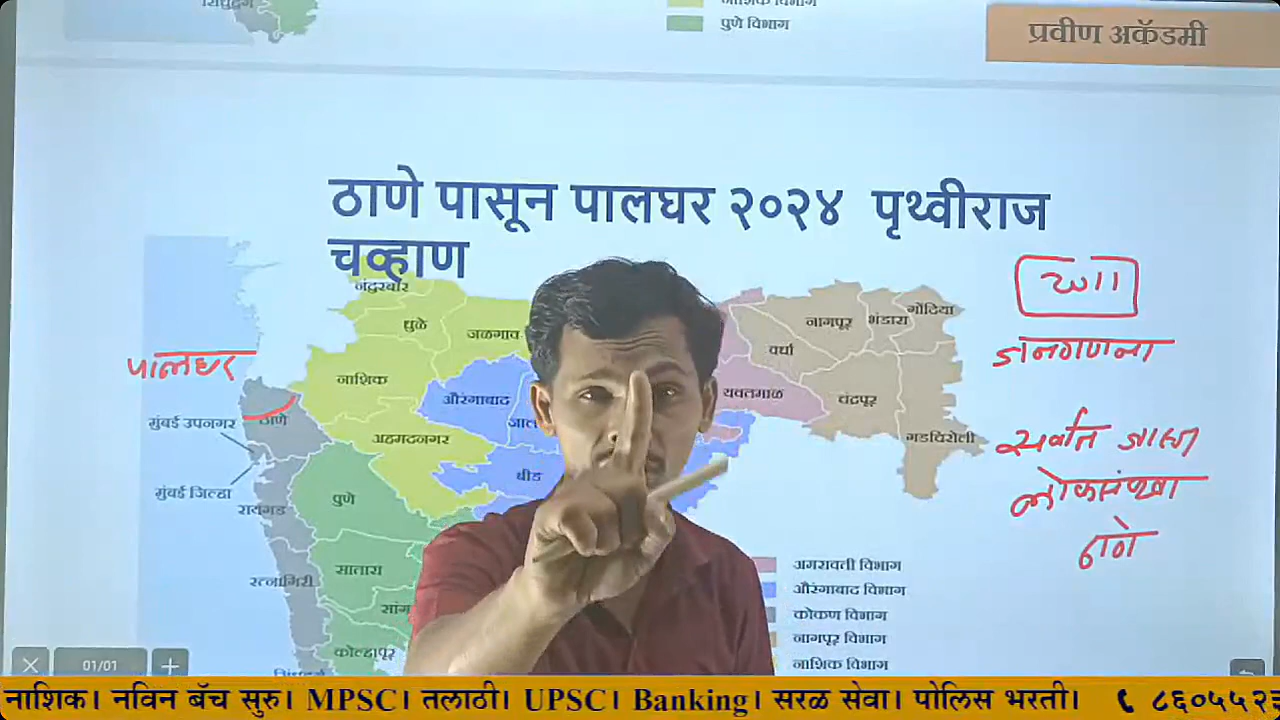 सिंधुदुर्ग
नाशिक विभाग
पुणे विभाग
प्रवीण अकॅडमी
ठाणे पासून पालघर २०२४ पृथ्वीराज
चव्हाण
नंदुरबार
धुळे
जळगाव
नाशिक
औरंगाबाद
जाल
अहमदनगर
बीड
पालघर
मुंबई उपनगर
ठाणे
मुंबई जिल्हा
रायगड
पुणे
रत्नागिरी
सातारा
सांग
कोल्हापूर
नागपूर
भंडारा
गोंदिया
वर्धा
यवतमाळ
चंद्रपूर
गडचिरोली
२०११
जनगणना
सर्वात जास्त
लोकसंख्या
ठाणे
अमरावती विभाग
औरंगाबाद विभाग
कोकण विभाग
नागपूर विभाग
नाशिक विभाग
01/01
नाशिक। नविन बॅच सुरु। MPSC। तलाठी। UPSC। Banking। सरळ सेवा। पोलिस भरती। ८६०५५२३